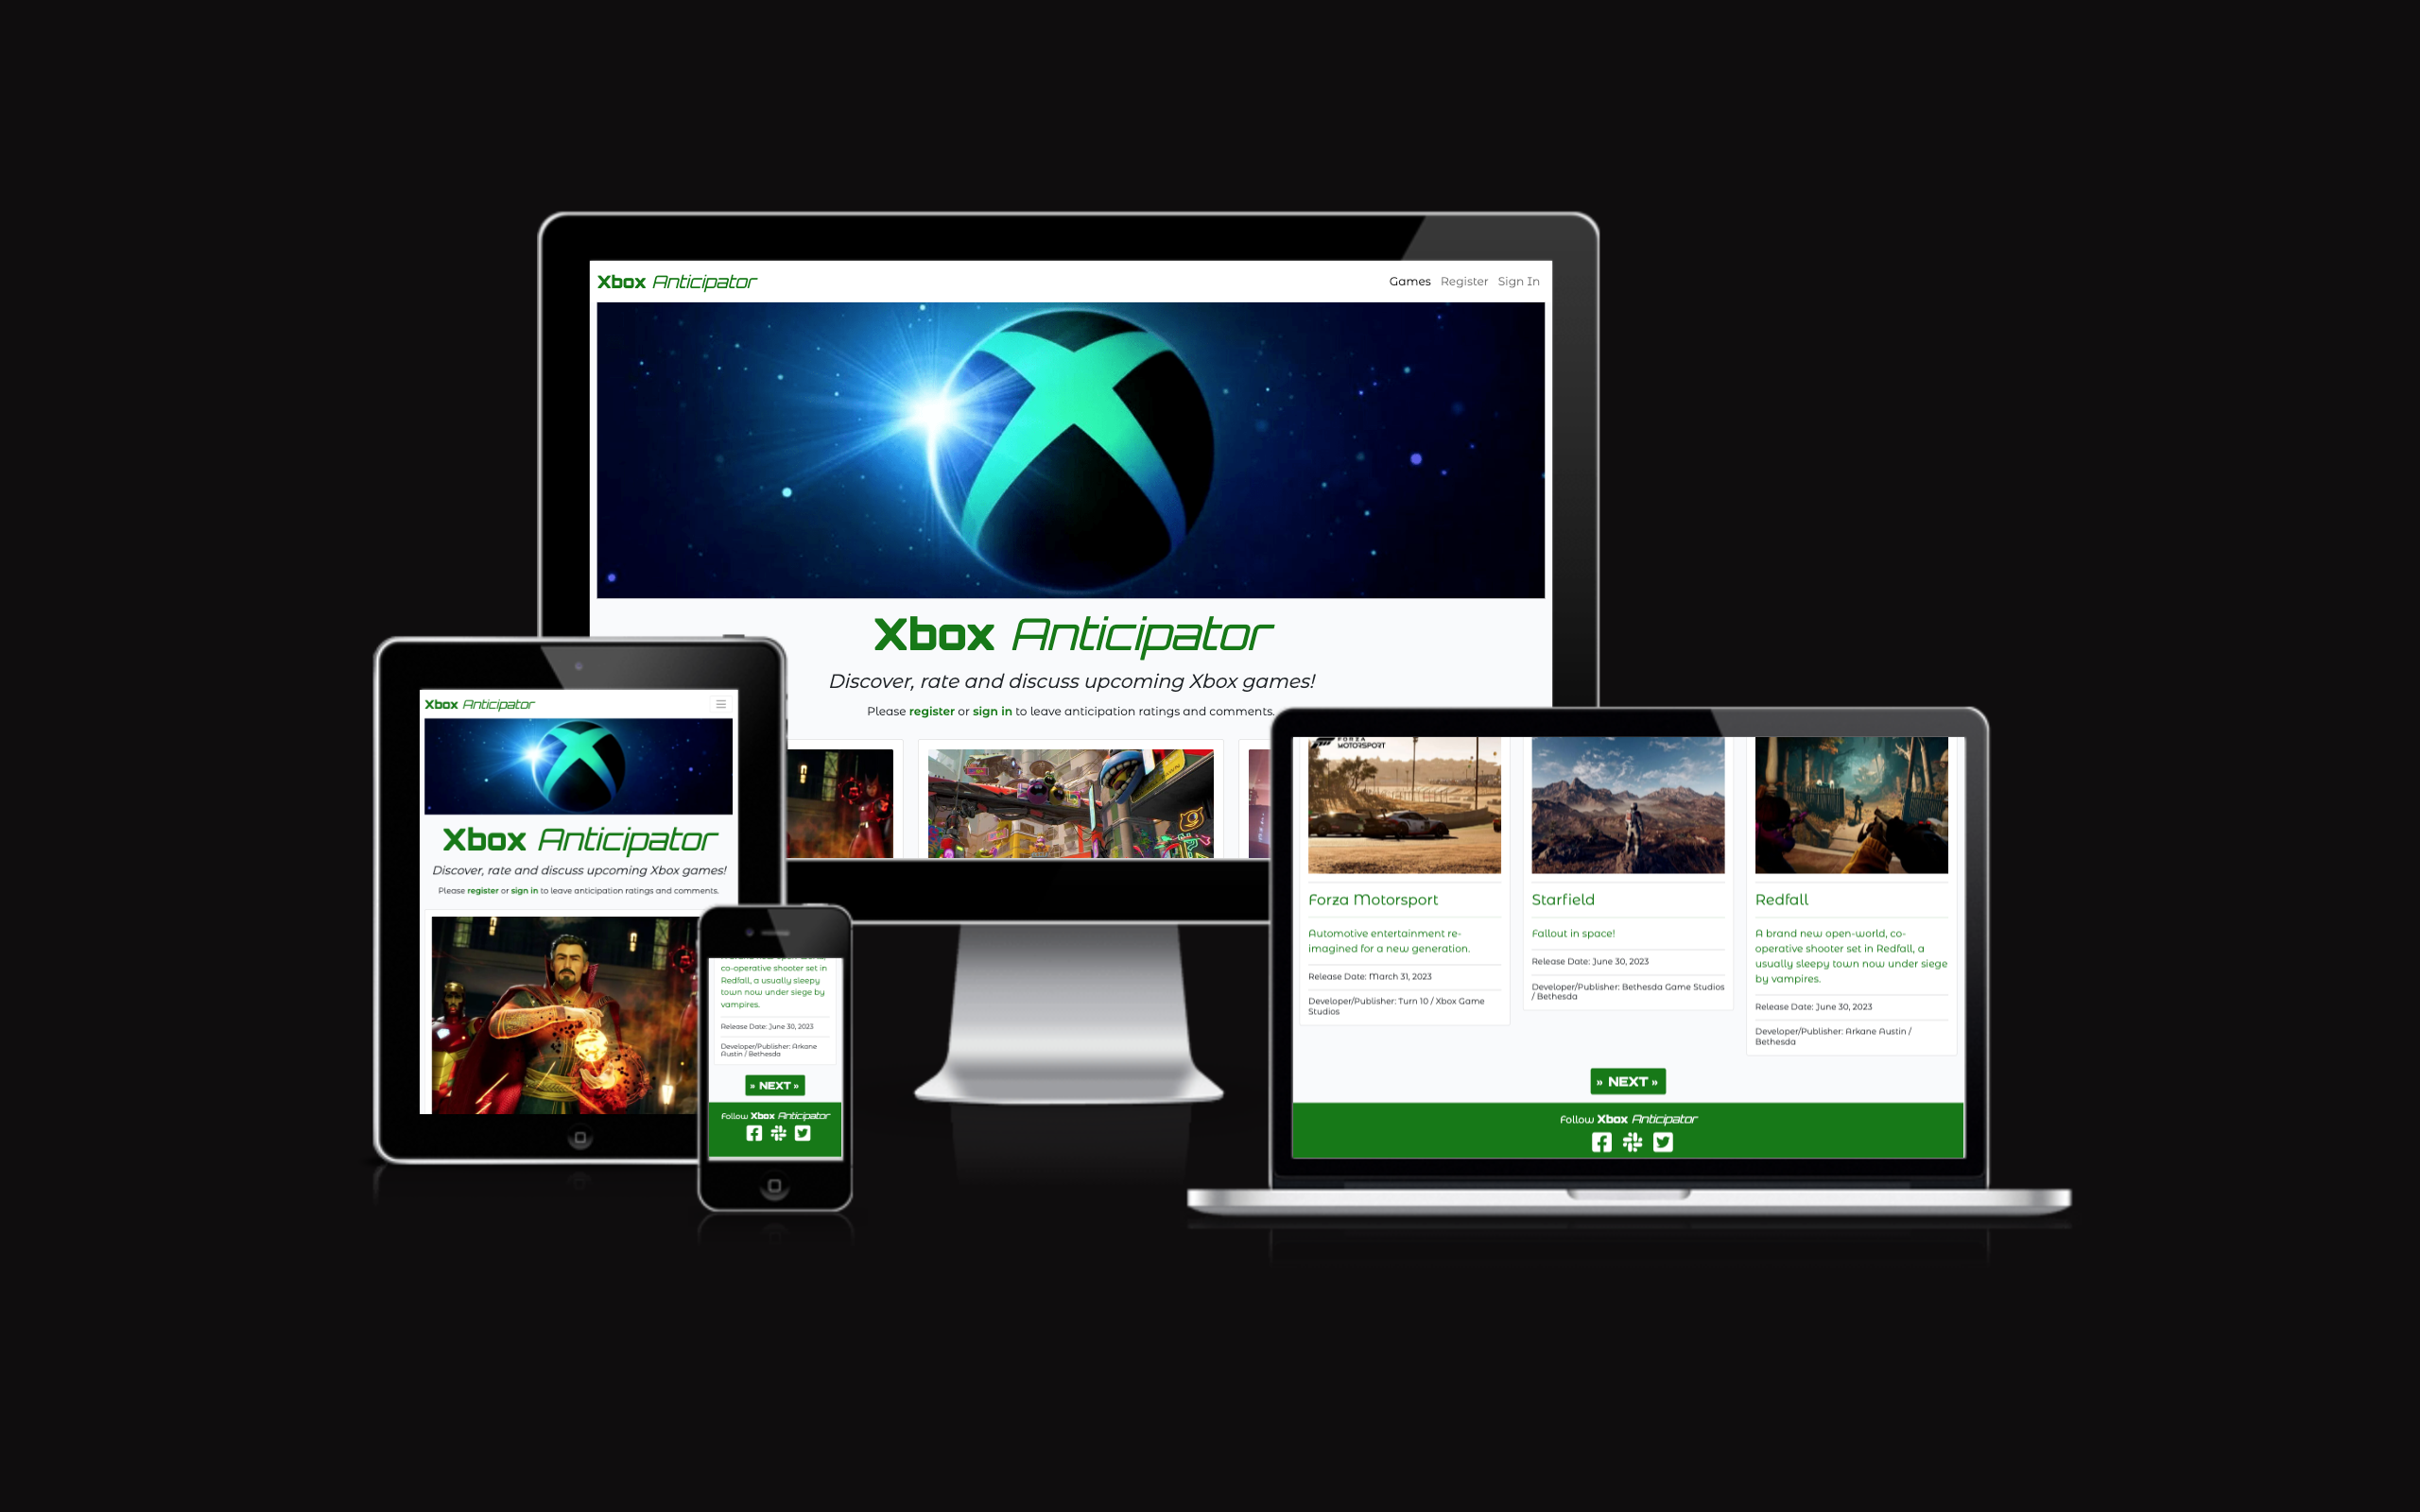 Xbox Anticipator
Games Register Sign In
Xbox Anticipator
Discover, rate and discuss upcoming Xbox games!
Please register or sign in to leave anticipation ratings and comments.
Xbox Anticipator
Xbox Anticipator
Discover, rate and discuss upcoming Xbox games!
Please register or sign in to leave anticipation ratings and comments.
co-operative shooter set in
Redfall, a usually sleepy
town now under siege by
vampires.
Release Date: June 30, 2023
Developer/Publisher: Arkane
Austin / Bethesda
» NEXT »
Follow Xbox Anticipator
FORZA
MOTORSPORT
Forza Motorsport
Automotive entertainment re-
imagined for a new generation.
Release Date: March 31, 2023
Developer/Publisher: Turn 10 / Xbox Game
Studios
Starfield
Fallout in space!
Release Date: June 30, 2023
Developer/Publisher: Bethesda Game Studios
/ Bethesda
Redfall
A brand new open-world, co-
operative shooter set in Redfall, a
usually sleepy town now under siege
by vampires.
Release Date: June 30, 2023
Developer/Publisher: Arkane Austin /
Bethesda
» NEXT »
Follow Xbox Anticipator